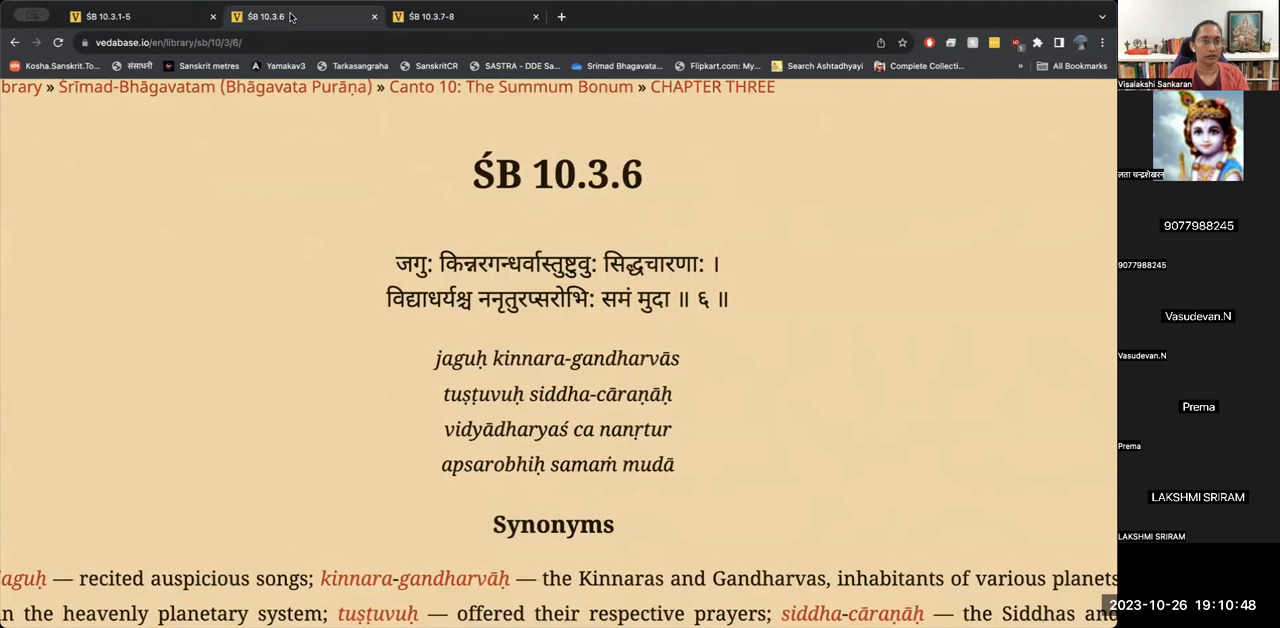 ŚB 10.3.1-5
ŚB 10.3.6
ŚB 10.3.7-8
vedabase.io/en/library/sb/10/3/6/
Kosha.Sanskrit.To...
संसाधनी
Sanskrit metres
Yamakv3
Tarkasangraha
SanskritCR
SASTRA - DDE Sa...
Srimad Bhagavata...
Flipkart.com: My...
Search Ashtadhyayi
Complete Collecti...
»
All Bookmarks
brary » Śrīmad-Bhāgavatam (Bhāgavata Purāṇa) » Canto 10: The Summum Bonum » CHAPTER THREE
ŚB 10.3.6
जगु: किन्नरगन्धर्वास्तुष्टुवु: सिद्धचारणा: ।
विद्याधर्यश्च ननृतुरप्सरोभि: समं मुदा ॥ ६ ॥
jaguḥ kinnara-gandharvās
tuṣṭuvuḥ siddha-cāraṇāḥ
vidyādharyaś ca nanṛtur
apsarobhiḥ samaṁ mudā
Synonyms
jaguḥ — recited auspicious songs; kinnara-gandharvāḥ — the Kinnaras and Gandharvas, inhabitants of various planets
in the heavenly planetary system; tuṣṭuvuḥ — offered their respective prayers; siddha-cāraṇāḥ — the Siddhas and
Visalakshi Sankaran
लता चन्द्रशेखरन
9077988245
9077988245
Vasudevan.N
Vasudevan.N
Prema
Prema
LAKSHMI SRIRAM
LAKSHMI SRIRAM
2023-10-26 19:10:48